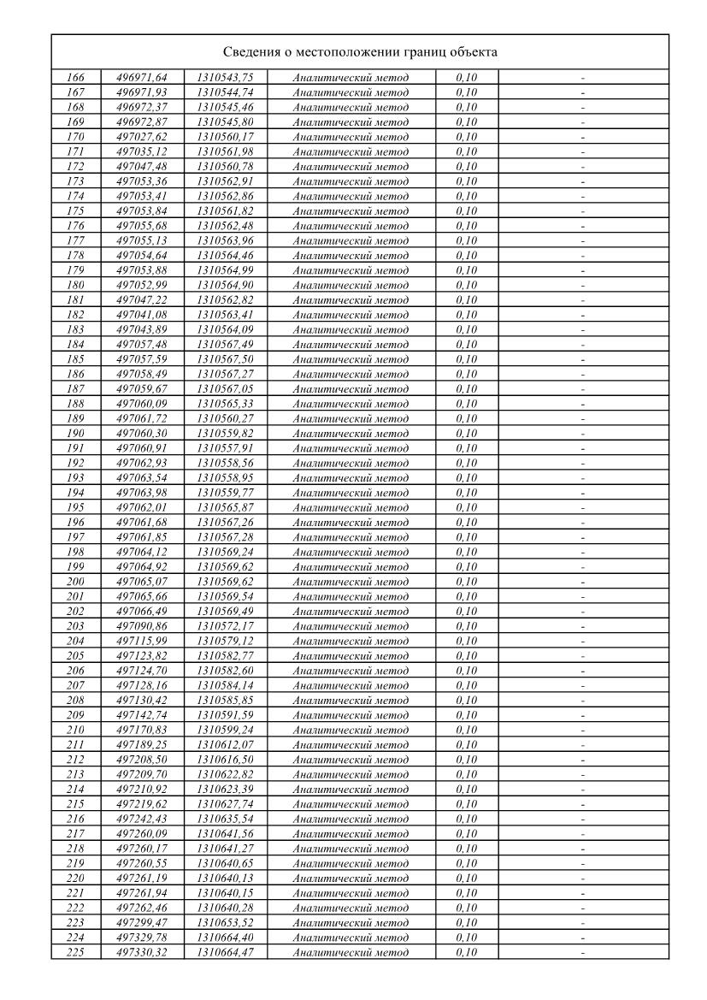 Сведения о местоположении границ объекта
166 496971,64 1310543,75 Аналитический метод 0,10 -
167 496971,93 1310544,74 Аналитический метод 0,10 -
168 496972,37 1310545,46 Аналитический метод 0,10 -
169 496972,87 1310545,80 Аналитический метод 0,10 -
170 497027,62 1310560,17 Аналитический метод 0,10 -
171 497035,12 1310561,98 Аналитический метод 0,10 -
172 497047,48 1310560,78 Аналитический метод 0,10 -
173 497053,36 1310562,91 Аналитический метод 0,10 -
174 497053,41 1310562,86 Аналитический метод 0,10 -
175 497053,84 1310561,82 Аналитический метод 0,10 -
176 497055,68 1310562,48 Аналитический метод 0,10 -
177 497055,13 1310563,96 Аналитический метод 0,10 -
178 497054,64 1310564,46 Аналитический метод 0,10 -
179 497053,88 1310564,99 Аналитический метод 0,10 -
180 497052,99 1310564,90 Аналитический метод 0,10 -
181 497047,22 1310562,82 Аналитический метод 0,10 -
182 497041,08 1310563,41 Аналитический метод 0,10 -
183 497043,89 1310564,09 Аналитический метод 0,10 -
184 497057,48 1310567,49 Аналитический метод 0,10 -
185 497057,59 1310567,50 Аналитический метод 0,10 -
186 497058,49 1310567,27 Аналитический метод 0,10 -
187 497059,67 1310567,05 Аналитический метод 0,10 -
188 497060,09 1310565,33 Аналитический метод 0,10 -
189 497061,72 1310560,27 Аналитический метод 0,10 -
190 497060,30 1310559,82 Аналитический метод 0,10 -
191 497060,91 1310557,91 Аналитический метод 0,10 -
192 497062,93 1310558,56 Аналитический метод 0,10 -
193 497063,54 1310558,95 Аналитический метод 0,10 -
194 497063,98 1310559,77 Аналитический метод 0,10 -
195 497062,01 1310565,87 Аналитический метод 0,10 -
196 497061,68 1310567,26 Аналитический метод 0,10 -
197 497061,85 1310567,28 Аналитический метод 0,10 -
198 497064,12 1310569,24 Аналитический метод 0,10 -
199 497064,92 1310569,62 Аналитический метод 0,10 -
200 497065,07 1310569,62 Аналитический метод 0,10 -
201 497065,66 1310569,54 Аналитический метод 0,10 -
202 497066,49 1310569,49 Аналитический метод 0,10 -
203 497090,86 1310572,17 Аналитический метод 0,10 -
204 497115,99 1310579,12 Аналитический метод 0,10 -
205 497123,82 1310582,77 Аналитический метод 0,10 -
206 497124,70 1310582,60 Аналитический метод 0,10 -
207 497128,16 1310584,14 Аналитический метод 0,10 -
208 497130,42 1310585,85 Аналитический метод 0,10 -
209 497142,74 1310591,59 Аналитический метод 0,10 -
210 497170,83 1310599,24 Аналитический метод 0,10 -
211 497189,25 1310612,07 Аналитический метод 0,10 -
212 497208,50 1310616,50 Аналитический метод 0,10 -
213 497209,70 1310622,82 Аналитический метод 0,10 -
214 497210,92 1310623,39 Аналитический метод 0,10 -
215 497219,62 1310627,74 Аналитический метод 0,10 -
216 497242,43 1310635,54 Аналитический метод 0,10 -
217 497260,09 1310641,56 Аналитический метод 0,10 -
218 497260,17 1310641,27 Аналитический метод 0,10 -
219 497260,55 1310640,65 Аналитический метод 0,10 -
220 497261,19 1310640,13 Аналитический метод 0,10 -
221 497261,94 1310640,15 Аналитический метод 0,10 -
222 497262,46 1310640,28 Аналитический метод 0,10 -
223 497299,47 1310653,52 Аналитический метод 0,10 -
224 497329,78 1310664,40 Аналитический метод 0,10 -
225 497330,32 1310664,47 Аналитический метод 0,10 -